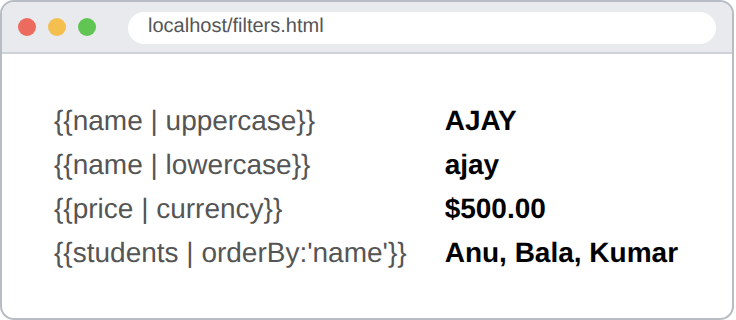 localhost/filters.html
{{name | uppercase}} AJAY
{{name | lowercase}} ajay
{{price | currency}} $500.00
{{students | orderBy:'name'}} Anu, Bala, Kumar